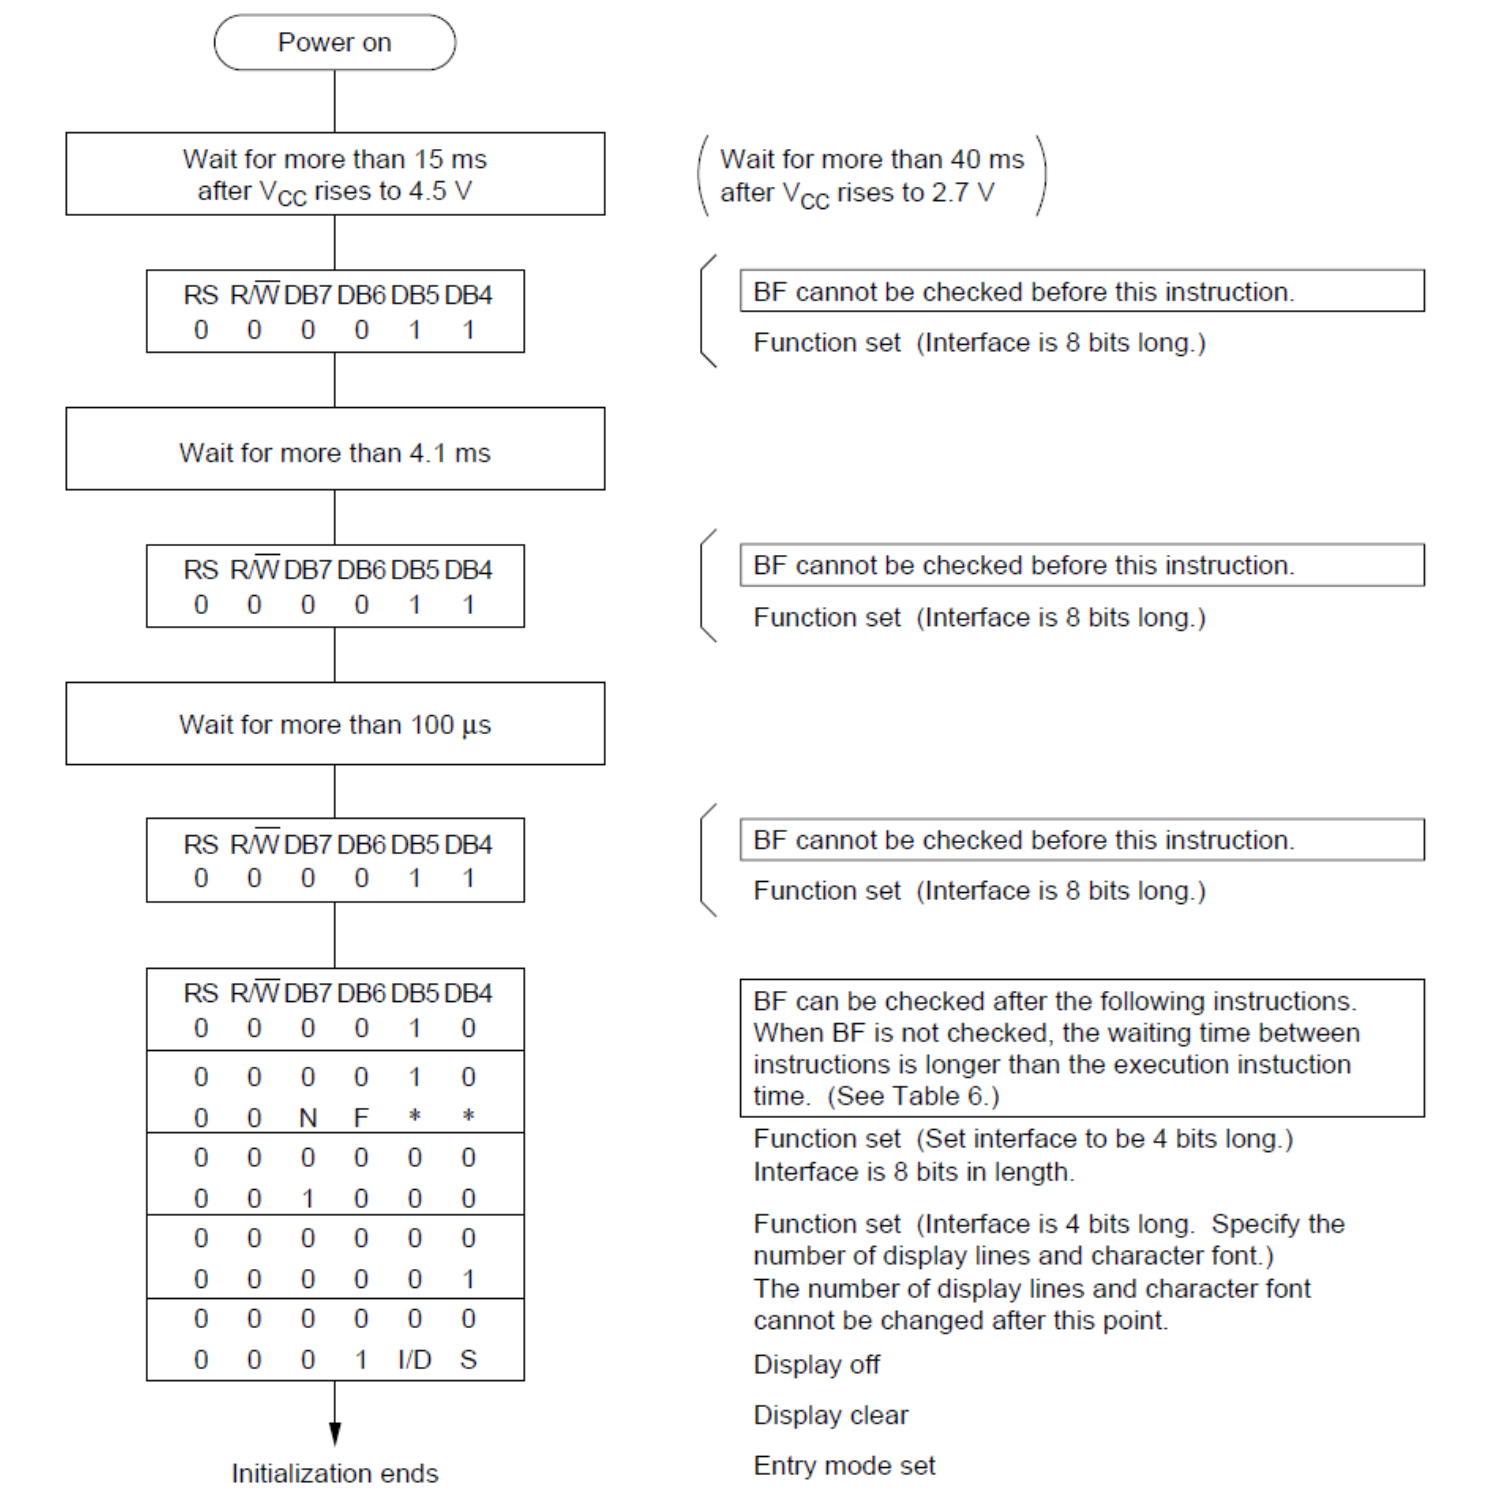 Power on
Wait for more than 15 ms
after VCC rises to 4.5 V
Wait for more than 40 ms
after VCC rises to 2.7 V
RS R/W̅ DB7 DB6 DB5 DB4
0 0 0 0 1 1
BF cannot be checked before this instruction.
Function set (Interface is 8 bits long.)
Wait for more than 4.1 ms
RS R/W̅ DB7 DB6 DB5 DB4
0 0 0 0 1 1
BF cannot be checked before this instruction.
Function set (Interface is 8 bits long.)
Wait for more than 100 μs
RS R/W̅ DB7 DB6 DB5 DB4
0 0 0 0 1 1
BF cannot be checked before this instruction.
Function set (Interface is 8 bits long.)
RS R/W̅ DB7 DB6 DB5 DB4
0 0 0 0 1 0
0 0 0 0 1 0
0 0 N F * *
0 0 0 0 0 0
0 0 1 0 0 0
0 0 0 0 0 0
0 0 0 0 0 1
0 0 0 0 0 0
0 0 0 1 I/D S
Initialization ends
BF can be checked after the following instructions.
When BF is not checked, the waiting time between
instructions is longer than the execution instuction
time. (See Table 6.)
Function set (Set interface to be 4 bits long.)
Interface is 8 bits in length.
Function set (Interface is 4 bits long. Specify the
number of display lines and character font.)
The number of display lines and character font
cannot be changed after this point.
Display off
Display clear
Entry mode set